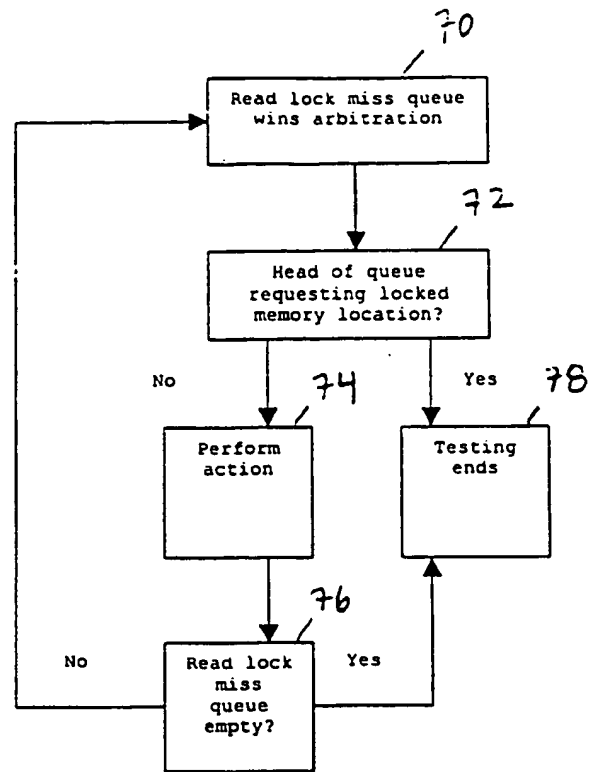 70
Read lock miss queue
wins arbitration
72
Head of queue
requesting locked
memory location?
No
Yes
74
78
Perform
action
Testing
ends
76
No
Read lock
miss
queue
empty?
Yes